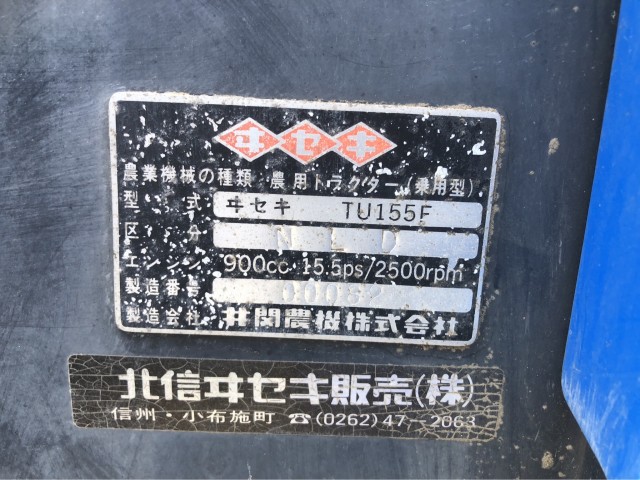 ヰセキ
農業機械の種類 農用トラクター(乗用型)
型式 ヰセキ TU155F
区分 NLD
エンジン 900cc 15.5ps/2500rpm
製造番号
製造会社 井関農機株式会社
北信ヰセキ販売(株)
信州・小布施町 ☎(0262)47-2063